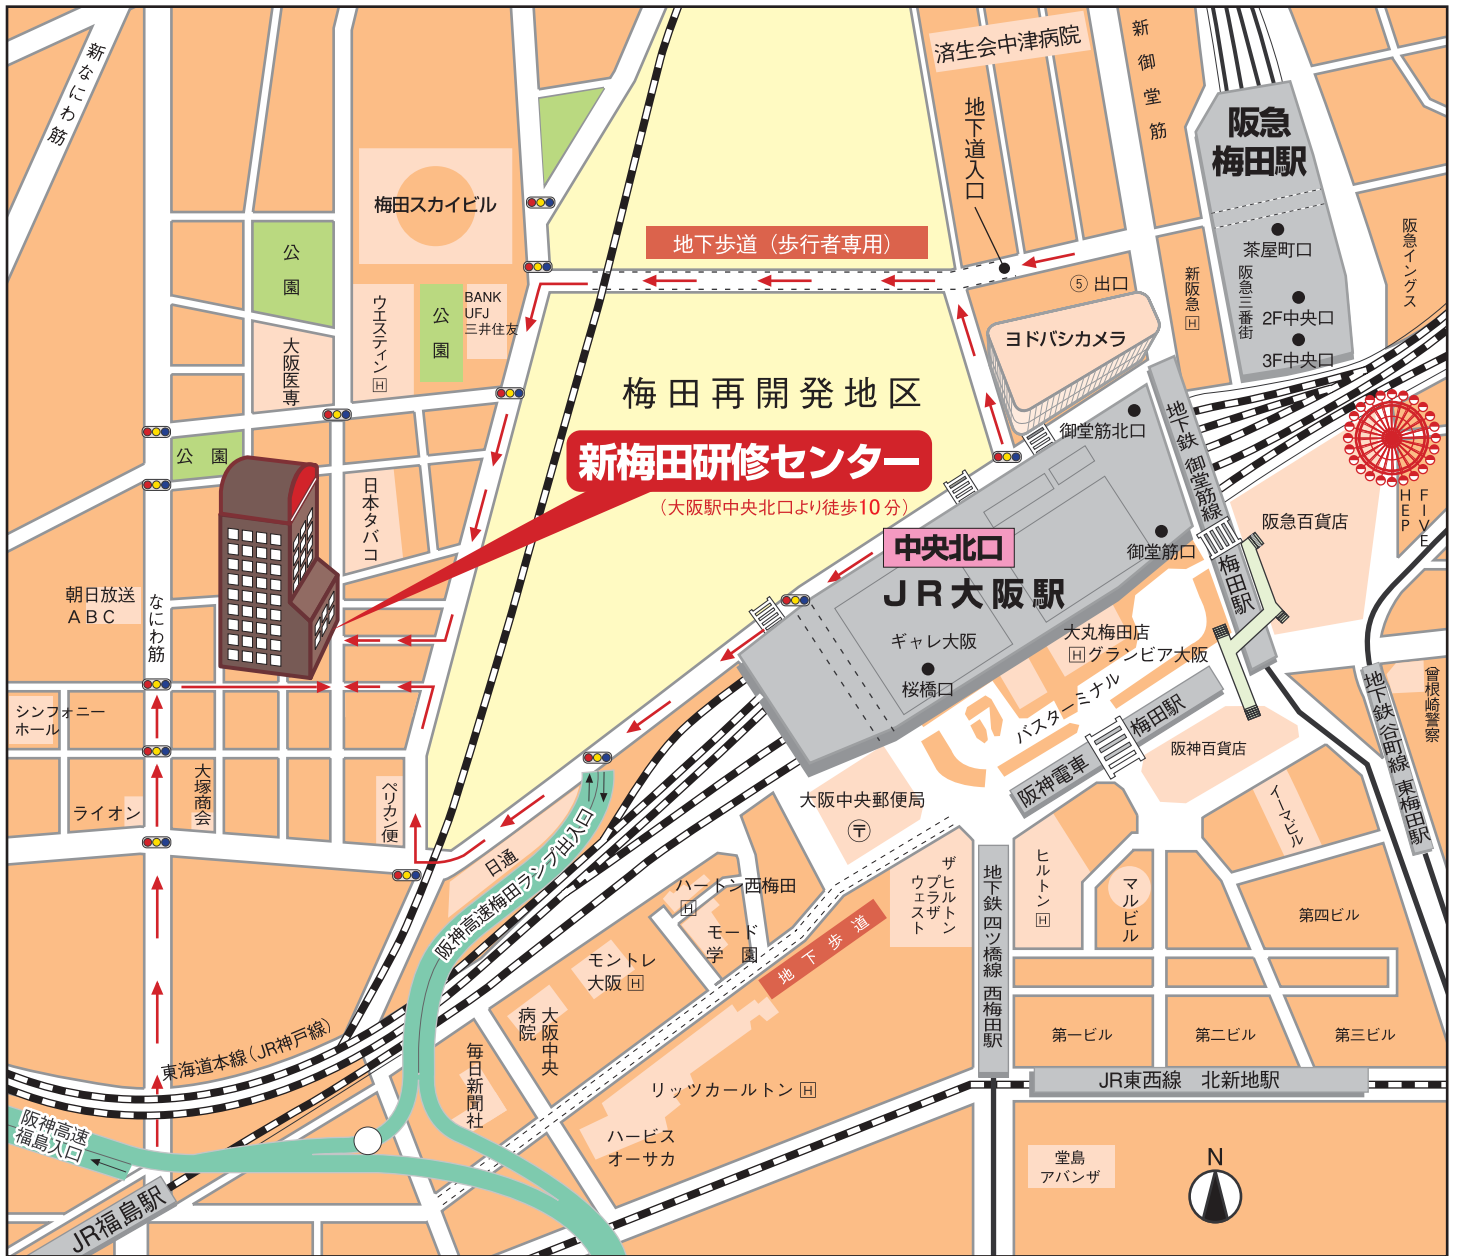 新なにわ筋
済生会中津病院
新御堂筋
地下道入口
阪急
梅田駅
梅田スカイビル
公園
地下歩道（歩行者専用）
茶屋町口
阪急三番街
2F中央口
3F中央口
阪急イングス
新阪急 H
⑤ 出口
ヨドバシカメラ
ウエスティン H
公園
BANK
UFJ
三井住友
大阪医専
梅田再開発地区
御堂筋北口
地下鉄 御堂筋線 梅田駅
公園
新梅田研修センター
（大阪駅中央北口より徒歩10分）
日本タバコ
HEP
FIVE
阪急百貨店
中央北口
JR大阪駅
御堂筋口
朝日放送
ABC
なにわ筋
ギャレ大阪
桜橋口
大丸梅田店
Hグランビア大阪
バスターミナル
阪神電車 梅田駅
阪神百貨店
地下鉄 谷町線 東梅田駅
曾根崎警察
シンフォニー
ホール
ライオン
大塚商会
ペリカン便
日通
阪神高速梅田ランプ出入口
大阪中央郵便局
〒
イーマビル
ハートン西梅田
H
モード
学園
ザ
ヒルトン
プラザ
ウェスト
地下鉄 四ツ橋線 西梅田駅
ヒルトン H
マルビル
第四ビル
地下歩道
モントレ
大阪 H
大阪中央
病院
毎日新聞社
東海道本線（JR神戸線）
第一ビル
第二ビル
第三ビル
リッツカールトン H
JR東西線 北新地駅
ハービス
オーサカ
阪神高速
福島入口
JR福島駅
堂島
アバンザ
N